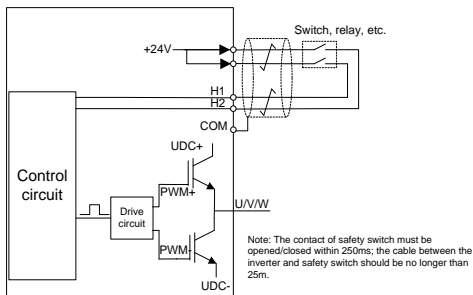 Switch, relay, etc.
+24V
H1
H2
COM
UDC+
Control
circuit
PWM+
U/V/W
Drive
circuit
PWM-
UDC-
Note: The contact of safety switch must be
opened/closed within 250ms; the cable between the
inverter and safety switch should be no longer than
25m.